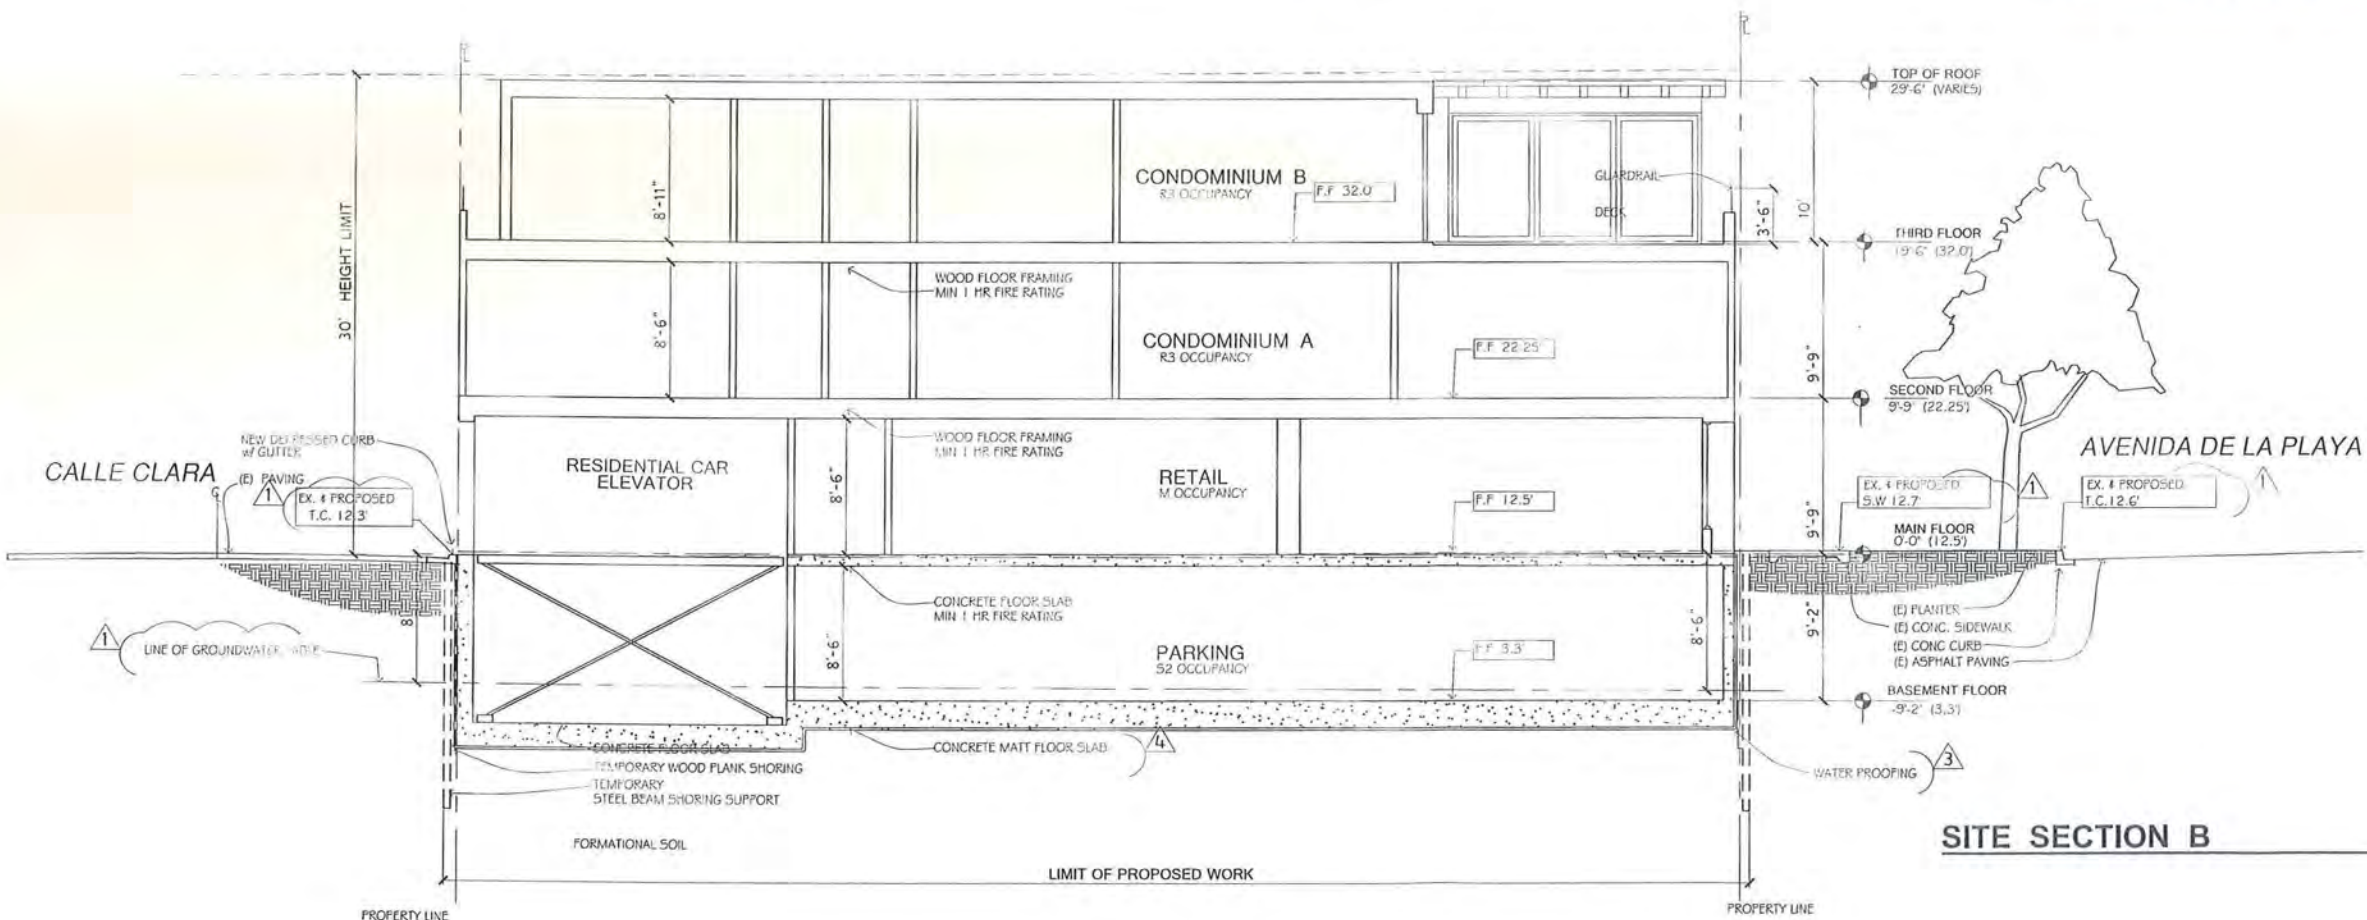 TOP OF ROOF
29'-6" (VARIES)
CONDOMINIUM B
R3 OCCUPANCY
F.F 32.0'
GUARDRAIL
DECK
8'-11"
3'-6"
10'
THIRD FLOOR
19'-6" (32.0')
30' HEIGHT LIMIT
WOOD FLOOR FRAMING
MIN 1 HR FIRE RATING
8'-6"
CONDOMINIUM A
R3 OCCUPANCY
F.F 22.25'
9'-9"
SECOND FLOOR
9'-9" (22.25')
NEW DEPRESSED CURB
w/ GUTTER
CALLE CLARA
(E) PAVING
1
EX. & PROPOSED
T.C. 12.3'
RESIDENTIAL CAR
ELEVATOR
WOOD FLOOR FRAMING
MIN 1 HR FIRE RATING
8'-6"
RETAIL
M OCCUPANCY
F.F 12.5'
9'-9"
AVENIDA DE LA PLAYA
EX. & PROPOSED
S.W 12.7'
1
EX. & PROPOSED
T.C. 12.6'
1
MAIN FLOOR
0'-0" (12.5')
8'
CONCRETE FLOOR SLAB
MIN 1 HR FIRE RATING
1
LINE OF GROUNDWATER TABLE
8'-6"
PARKING
S2 OCCUPANCY
F.F 3.3'
8'-6"
9'-2"
(E) PLANTER
(E) CONC. SIDEWALK
(E) CONC CURB
(E) ASPHALT PAVING
BASEMENT FLOOR
-9'-2" (3.3')
CONCRETE FLOOR SLAB
TEMPORARY WOOD PLANK SHORING
TEMPORARY
STEEL BEAM SHORING SUPPORT
CONCRETE MATT FLOOR SLAB
4
WATER PROOFING
3
FORMATIONAL SOIL
SITE SECTION B
LIMIT OF PROPOSED WORK
PROPERTY LINE
PROPERTY LINE